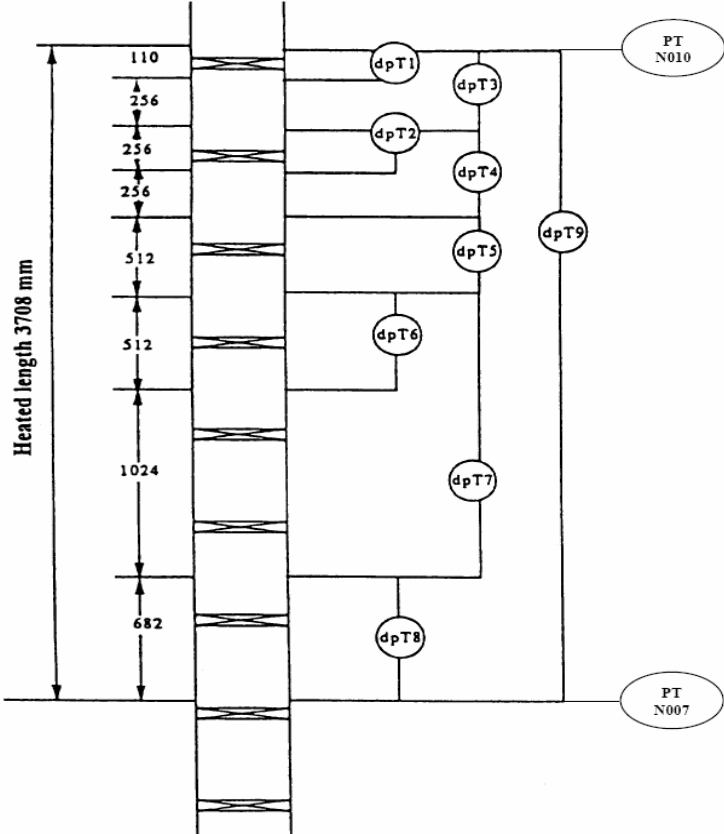 PT
N010
110
dpT1
dpT3
256
256
dpT2
dpT4
256
dpT9
512
dpT5
512
dpT6
Heated length 3708 mm
1024
dpT7
682
dpT8
PT
N007